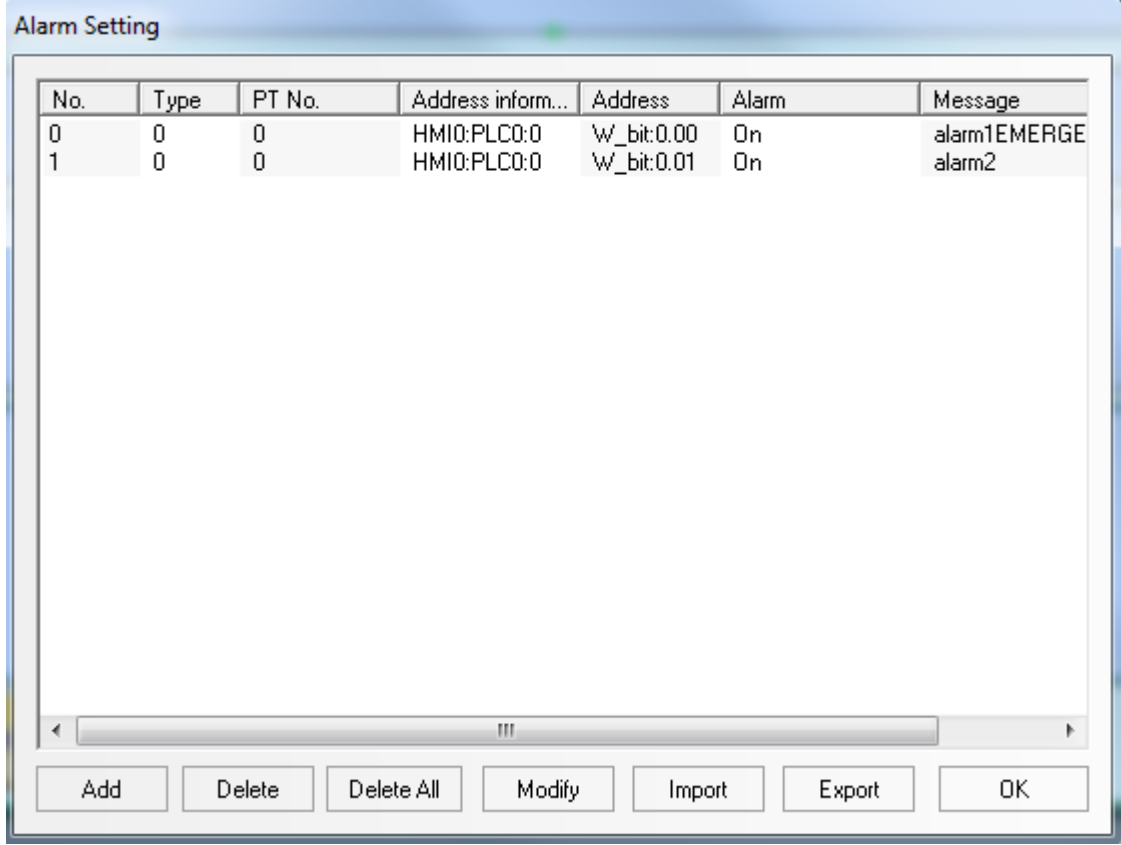 Alarm Setting
No. Type PT No. Address inform... Address Alarm Message
0 0 0 HMI0:PLC0:0 W_bit:0.00 On alarm1EMERGE
1 0 0 HMI0:PLC0:0 W_bit:0.01 On alarm2
Add Delete Delete All Modify Import Export OK